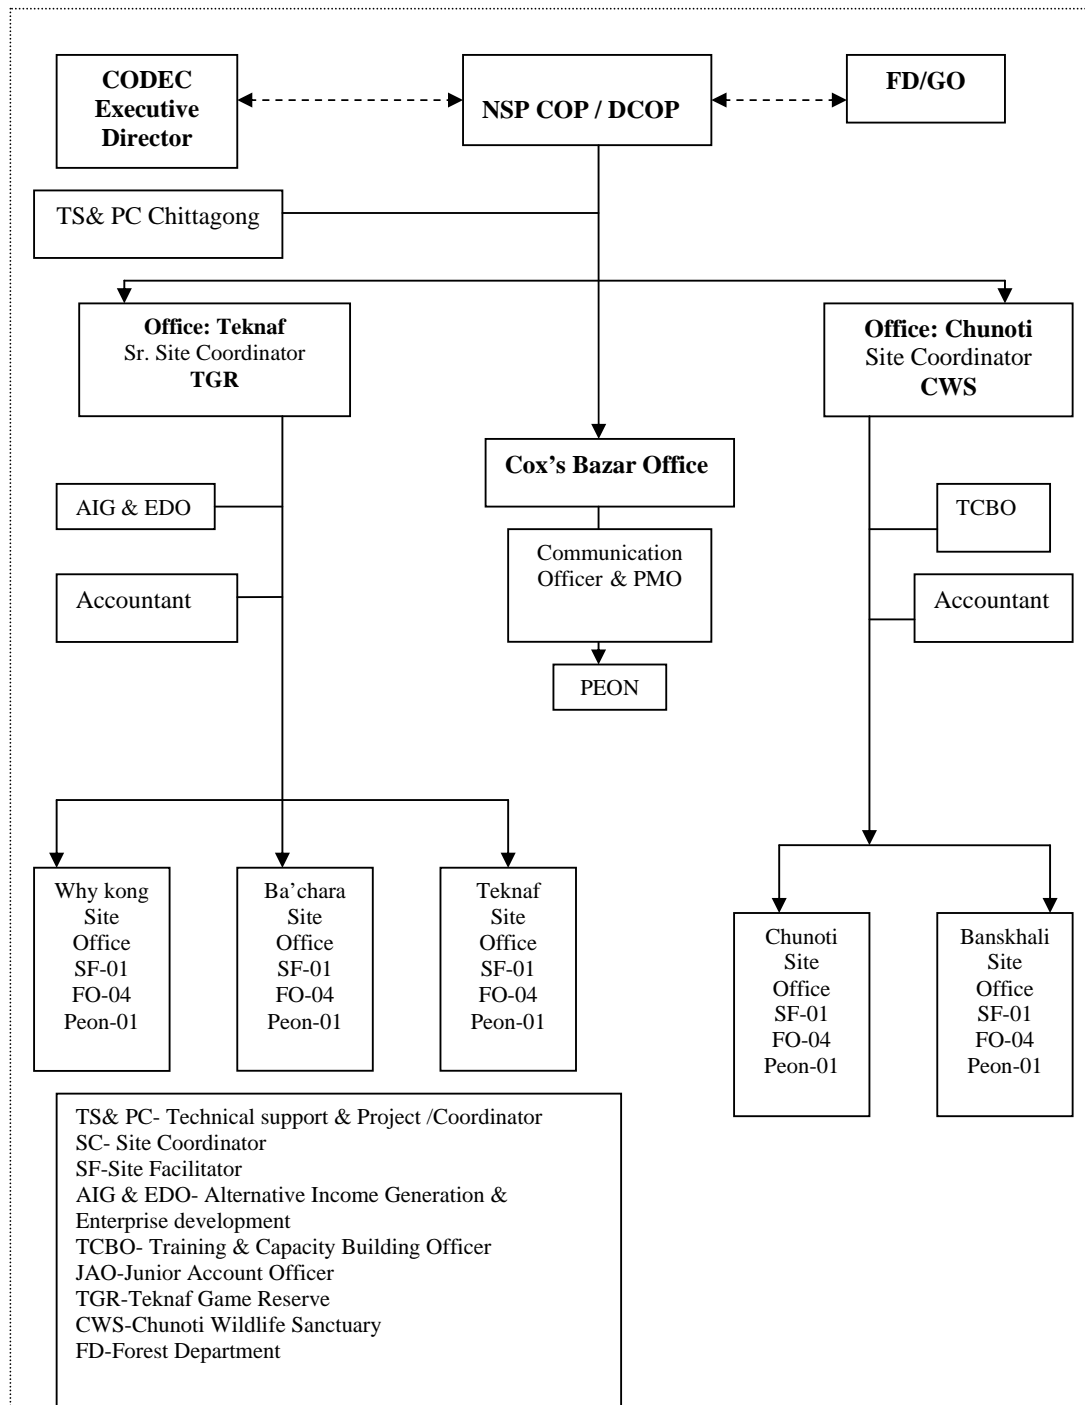 CODEC
Executive
Director
NSP COP / DCOP
FD/GO
TS& PC Chittagong
Office: Teknaf
Sr. Site Coordinator
TGR
Office: Chunoti
Site Coordinator
CWS
Cox’s Bazar Office
AIG & EDO
Communication
Officer & PMO
TCBO
Accountant
Accountant
PEON
Why kong
Site
Office
SF-01
FO-04
Peon-01
Ba’chara
Site
Office
SF-01
FO-04
Peon-01
Teknaf
Site
Office
SF-01
FO-04
Peon-01
Chunoti
Site
Office
SF-01
FO-04
Peon-01
Banskhali
Site
Office
SF-01
FO-04
Peon-01
TS& PC- Technical support & Project /Coordinator
SC- Site Coordinator
SF-Site Facilitator
AIG & EDO- Alternative Income Generation &
Enterprise development
TCBO- Training & Capacity Building Officer
JAO-Junior Account Officer
TGR-Teknaf Game Reserve
CWS-Chunoti Wildlife Sanctuary
FD-Forest Department